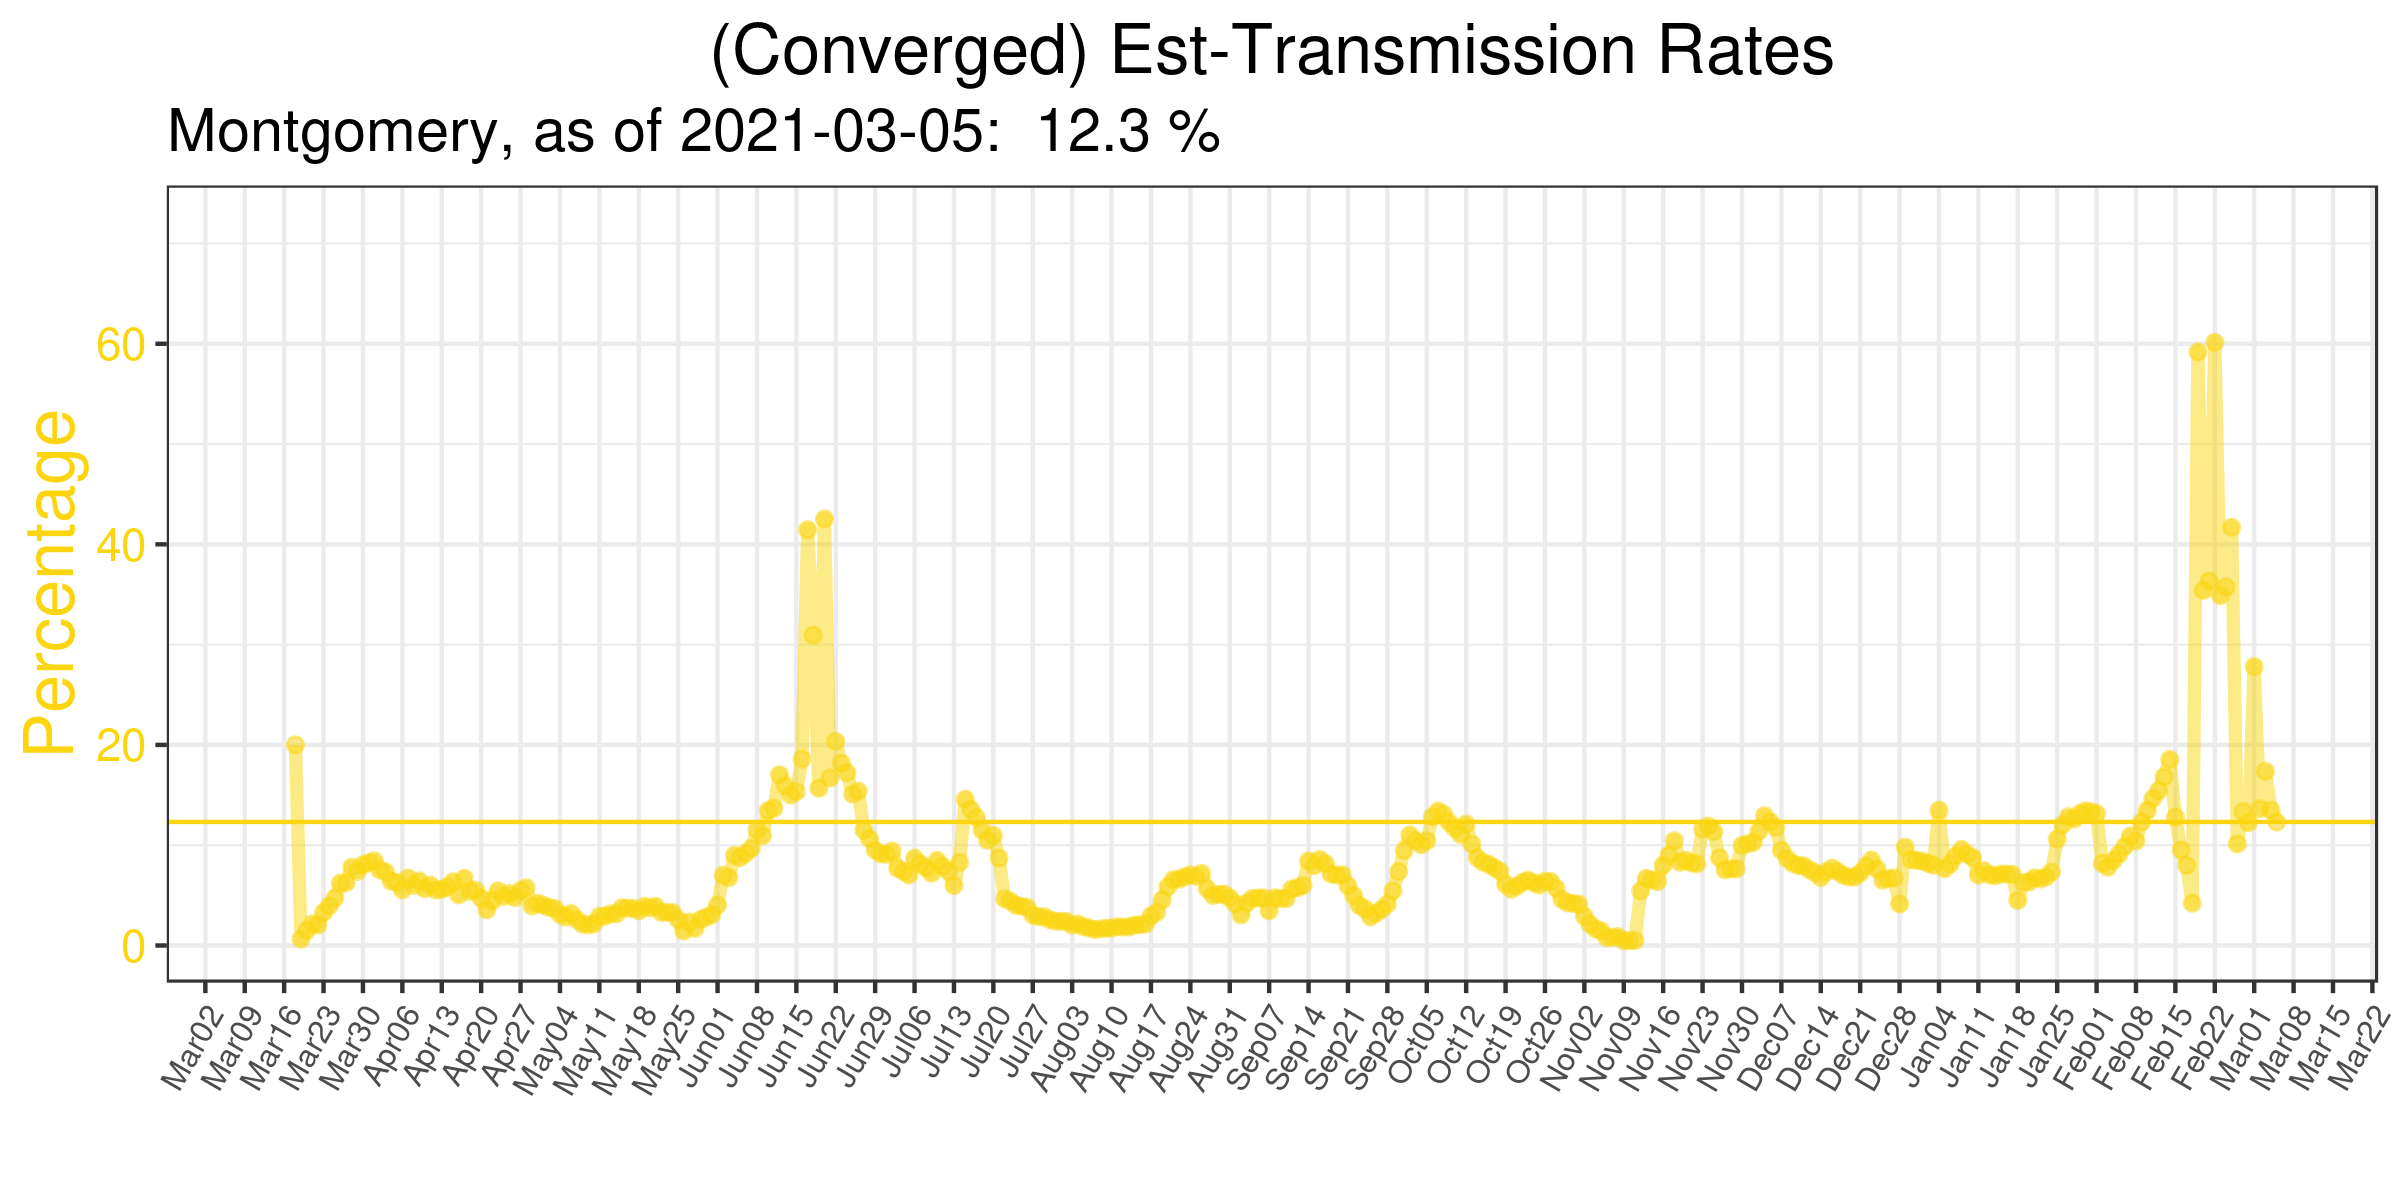 (Converged) Est-Transmission Rates
Montgomery, as of 2021-03-05:  12.3 %
Percentage
60
40
20
0
Mar02 Mar09 Mar16 Mar23 Mar30 Apr06 Apr13 Apr20 Apr27 May04 May11 May18 May25 Jun01 Jun08 Jun15 Jun22 Jun29 Jul06 Jul13 Jul20 Jul27 Aug03 Aug10 Aug17 Aug24 Aug31 Sep07 Sep14 Sep21 Sep28 Oct05 Oct12 Oct19 Oct26 Nov02 Nov09 Nov16 Nov23 Nov30 Dec07 Dec14 Dec21 Dec28 Jan04 Jan11 Jan18 Jan25 Feb01 Feb08 Feb15 Feb22 Mar01 Mar08 Mar15 Mar22